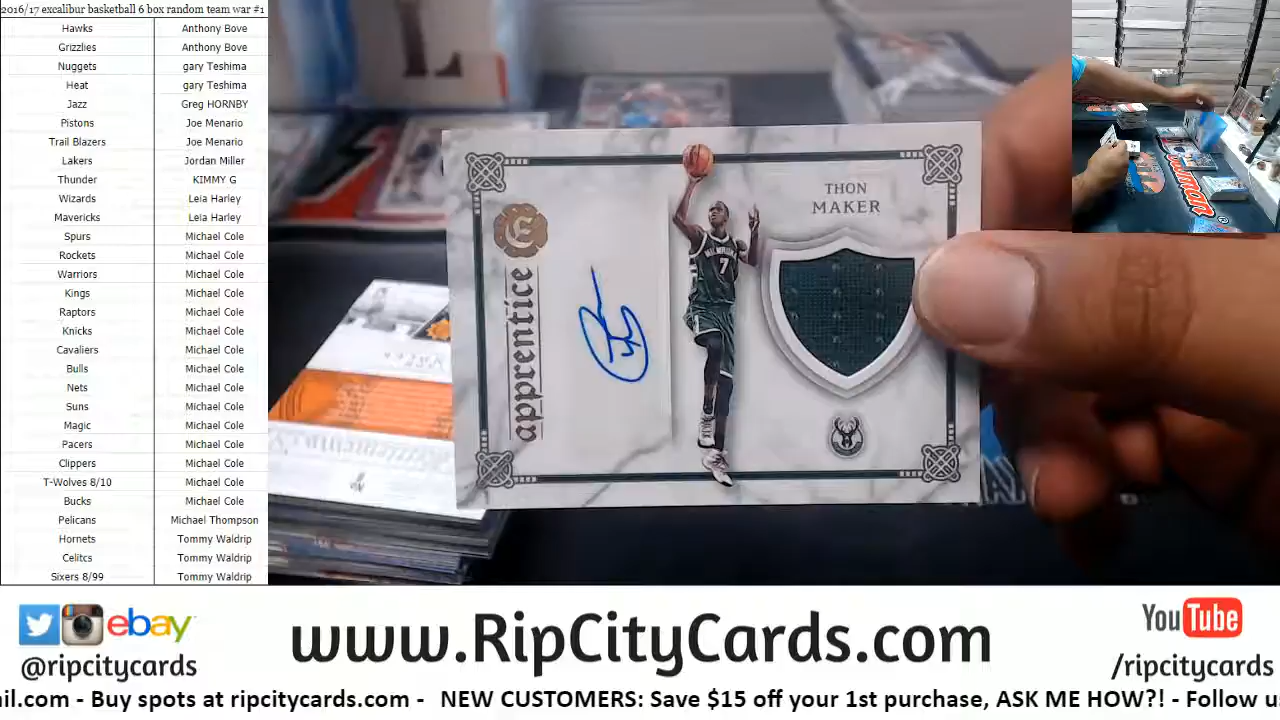 2016/17 excalibur basketball 6 box random team war #1
Hawks Anthony Bove
Grizzlies Anthony Bove
Nuggets gary Teshima
Heat gary Teshima
Jazz Greg HORNBY
Pistons Joe Menario
Trail Blazers Joe Menario
Lakers Jordan Miller
Thunder KIMMY G
Wizards Leia Harley
Mavericks Leia Harley
Spurs Michael Cole
Rockets Michael Cole
Warriors Michael Cole
Kings Michael Cole
Raptors Michael Cole
Knicks Michael Cole
Cavaliers Michael Cole
Bulls Michael Cole
Nets Michael Cole
Suns Michael Cole
Magic Michael Cole
Pacers Michael Cole
Clippers Michael Cole
T-Wolves 8/10 Michael Cole
Bucks Michael Cole
Pelicans Michael Thompson
Hornets Tommy Waldrip
Celitcs Tommy Waldrip
Sixers 8/99 Tommy Waldrip
E
apprentice
THON
MAKER
MILWAUKEE
7
ebay
@ripcitycards
www.RipCityCards.com
YouTube
/ripcitycards
ail.com - Buy spots at ripcitycards.com - NEW CUSTOMERS: Save $15 off your 1st purchase, ASK ME HOW?! - Follow u